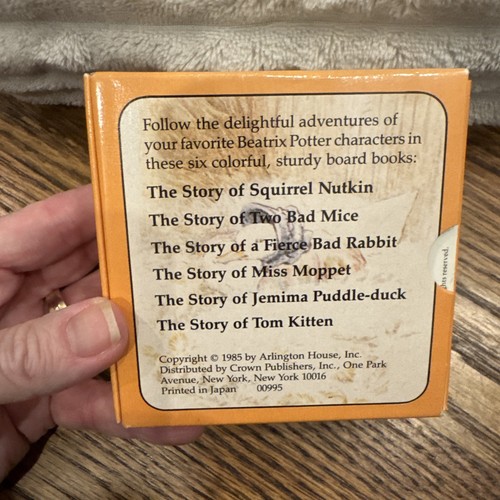 Follow the delightful adventures of
your favorite Beatrix Potter characters in
these six colorful, sturdy board books:
The Story of Squirrel Nutkin
The Story of Two Bad Mice
The Story of a Fierce Bad Rabbit
The Story of Miss Moppet
The Story of Jemima Puddle-duck
The Story of Tom Kitten
Copyright © 1985 by Arlington House, Inc.
Distributed by Crown Publishers, Inc., One Park
Avenue, New York, New York 10016
Printed in Japan 00995
reserved.